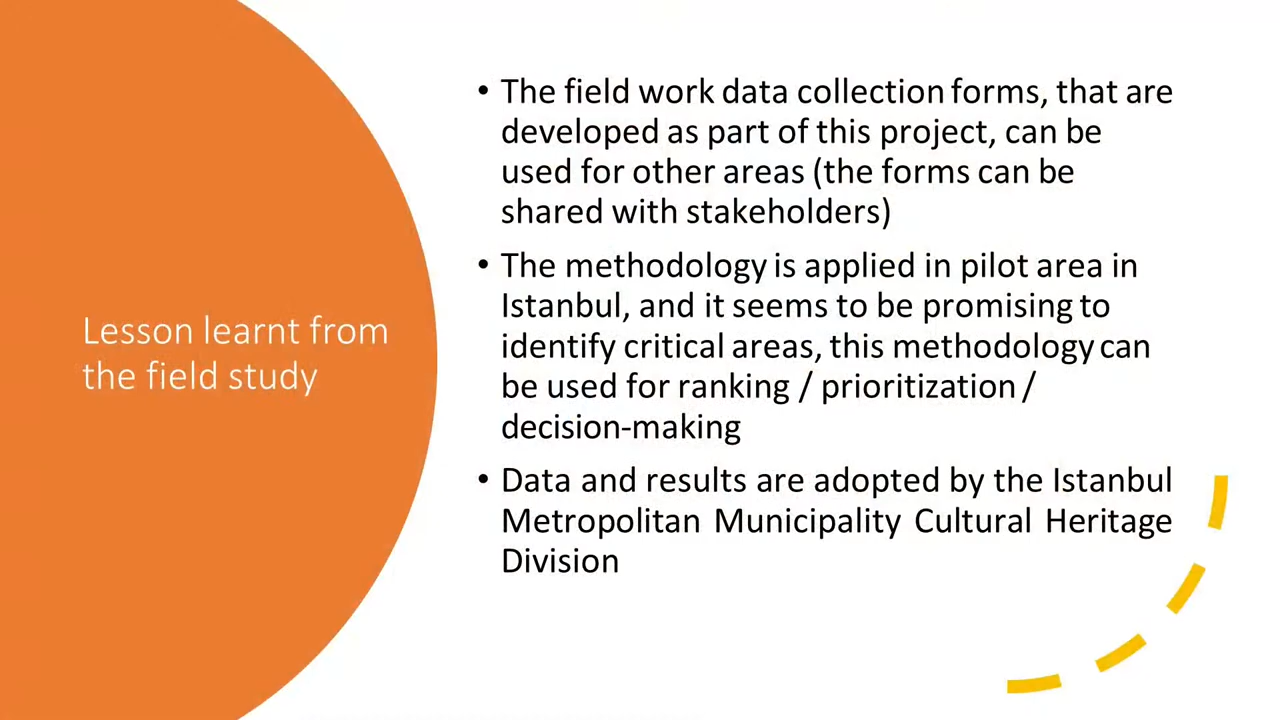 Lesson learnt from
the field study
• The field work data collection forms, that are
developed as part of this project, can be
used for other areas (the forms can be
shared with stakeholders)
• The methodology is applied in pilot area in
Istanbul, and it seems to be promising to
identify critical areas, this methodology can
be used for ranking / prioritization /
decision-making
• Data and results are adopted by the Istanbul
Metropolitan Municipality Cultural Heritage
Division